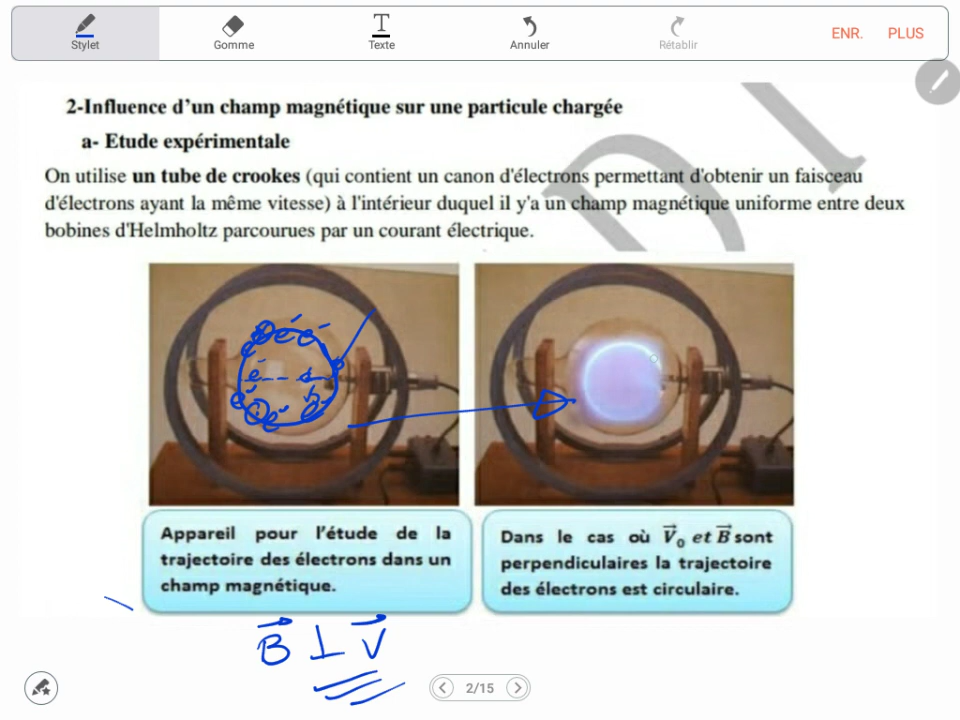 Stylet
Gomme
T
Texte
Annuler
Rétablir
ENR.
PLUS
2-Influence d'un champ magnétique sur une particule chargée
a- Etude expérimentale
On utilise un tube de crookes (qui contient un canon d'électrons permettant d'obtenir un faisceau
d'électrons ayant la même vitesse) à l'intérieur duquel il y'a un champ magnétique uniforme entre deux
bobines d'Helmholtz parcourues par un courant électrique.
Appareil pour l'étude de la
trajectoire des électrons dans un
champ magnétique.
Dans le cas où V⃗₀ et B⃗ sont
perpendiculaires la trajectoire
des électrons est circulaire.
B⃗ ⊥ V⃗
2/15